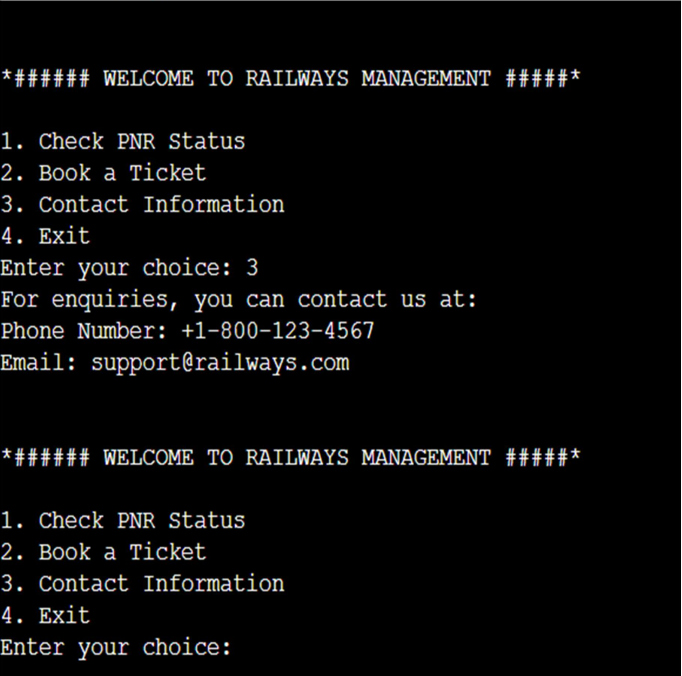 *###### WELCOME TO RAILWAYS MANAGEMENT #####*
1. Check PNR Status
2. Book a Ticket
3. Contact Information
4. Exit
Enter your choice: 3
For enquiries, you can contact us at:
Phone Number: +1-800-123-4567
Email: support@railways.com
*###### WELCOME TO RAILWAYS MANAGEMENT #####*
1. Check PNR Status
2. Book a Ticket
3. Contact Information
4. Exit
Enter your choice: